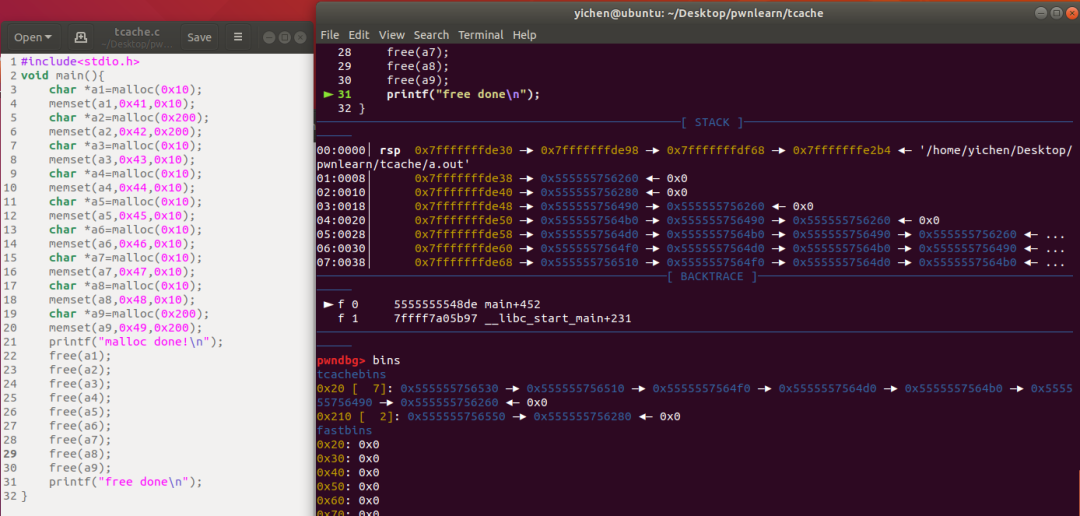 Open
tcache.c
~/Desktop/pw...
Save
1 #include<stdio.h>
2 void main(){
3 char *a1=malloc(0x10);
4 memset(a1,0x41,0x10);
5 char *a2=malloc(0x200);
6 memset(a2,0x42,0x200);
7 char *a3=malloc(0x10);
8 memset(a3,0x43,0x10);
9 char *a4=malloc(0x10);
10 memset(a4,0x44,0x10);
11 char *a5=malloc(0x10);
12 memset(a5,0x45,0x10);
13 char *a6=malloc(0x10);
14 memset(a6,0x46,0x10);
15 char *a7=malloc(0x10);
16 memset(a7,0x47,0x10);
17 char *a8=malloc(0x10);
18 memset(a8,0x48,0x10);
19 char *a9=malloc(0x200);
20 memset(a9,0x49,0x200);
21 printf("malloc done!\n");
22 free(a1);
23 free(a2);
24 free(a3);
25 free(a4);
26 free(a5);
27 free(a6);
28 free(a7);
29 free(a8);
30 free(a9);
31 printf("free done\n");
32 }
yichen@ubuntu: ~/Desktop/pwnlearn/tcache
File Edit View Search Terminal Help
28 free(a7);
29 free(a8);
30 free(a9);
► 31 printf("free done\n");
32 }
[ STACK ]
00:0000│ rsp 0x7fffffffde30 —▸ 0x7fffffffde98 —▸ 0x7fffffffdf68 —▸ 0x7fffffffe2b4 ◂— '/home/yichen/Desktop/
pwnlearn/tcache/a.out'
01:0008│ 0x7fffffffde38 —▸ 0x555555756260 ◂— 0x0
02:0010│ 0x7fffffffde40 —▸ 0x555555756280 ◂— 0x0
03:0018│ 0x7fffffffde48 —▸ 0x555555756490 —▸ 0x555555756260 ◂— 0x0
04:0020│ 0x7fffffffde50 —▸ 0x5555557564b0 —▸ 0x555555756490 —▸ 0x555555756260 ◂— 0x0
05:0028│ 0x7fffffffde58 —▸ 0x5555557564d0 —▸ 0x5555557564b0 —▸ 0x555555756490 —▸ 0x555555756260 ◂— ...
06:0030│ 0x7fffffffde60 —▸ 0x5555557564f0 —▸ 0x5555557564d0 —▸ 0x5555557564b0 —▸ 0x555555756490 ◂— ...
07:0038│ 0x7fffffffde68 —▸ 0x555555756510 —▸ 0x5555557564f0 —▸ 0x5555557564d0 —▸ 0x5555557564b0 ◂— ...
[ BACKTRACE ]
► f 0 5555555548de main+452
f 1 7ffff7a05b97 __libc_start_main+231
pwndbg> bins
tcachebins
0x20 [ 7]: 0x555555756530 —▸ 0x555555756510 —▸ 0x5555557564f0 —▸ 0x5555557564d0 —▸ 0x5555557564b0 —▸ 0x5555
55756490 —▸ 0x555555756260 ◂— 0x0
0x210 [ 2]: 0x555555756550 —▸ 0x555555756280 ◂— 0x0
fastbins
0x20: 0x0
0x30: 0x0
0x40: 0x0
0x50: 0x0
0x60: 0x0
0x70: 0x0